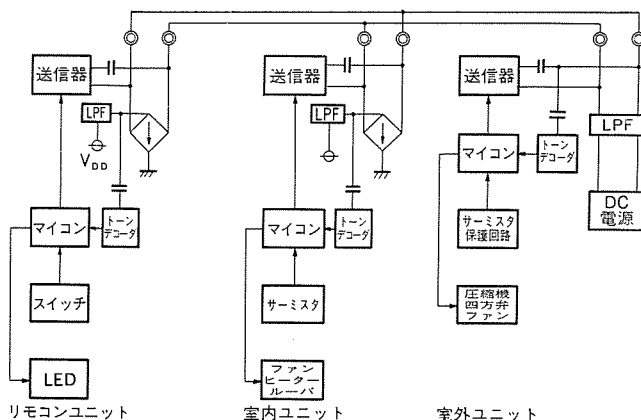 送信器
LPF
VDD
マイコン
トーン
デコーダ
スイッチ
LED
リモコンユニット
送信器
LPF
マイコン
トーン
デコーダ
サーミスタ
ファン
ヒーター
ルーバ
室内ユニット
送信器
マイコン
トーン
デコーダ
サーミスタ
保護回路
圧縮機
四方弁
ファン
室外ユニット
LPF
DC
電源